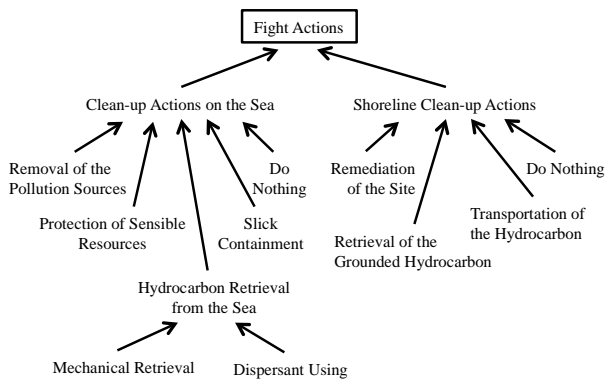 Fight Actions
Clean-up Actions on the Sea
Shoreline Clean-up Actions
Removal of the
Pollution Sources
Do
Nothing
Remediation
of the Site
Do Nothing
Protection of Sensible
Resources
Slick
Containment
Transportation of
the Hydrocarbon
Retrieval of the
Grounded Hydrocarbon
Hydrocarbon Retrieval
from the Sea
Mechanical Retrieval
Dispersant Using